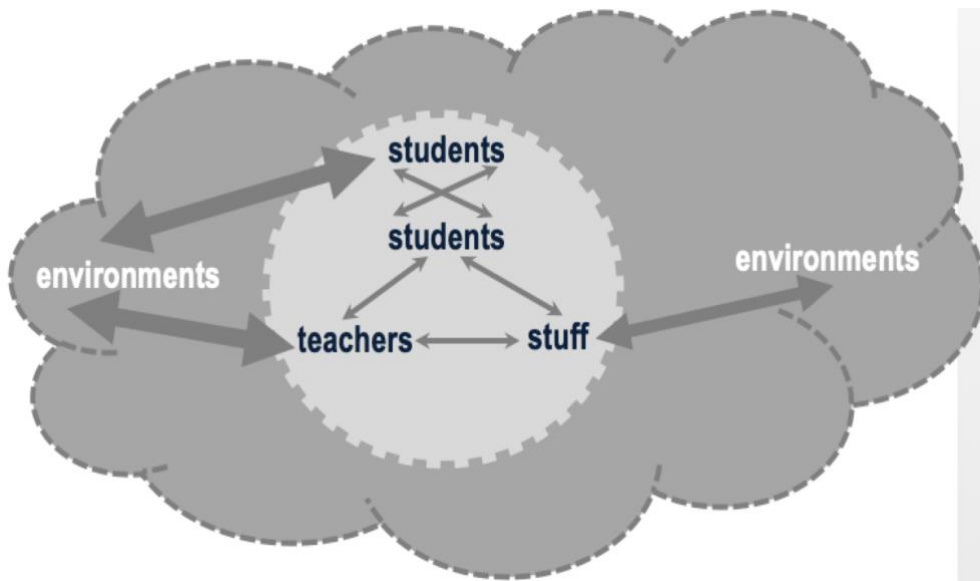 students
students
environments
environments
teachers
stuff